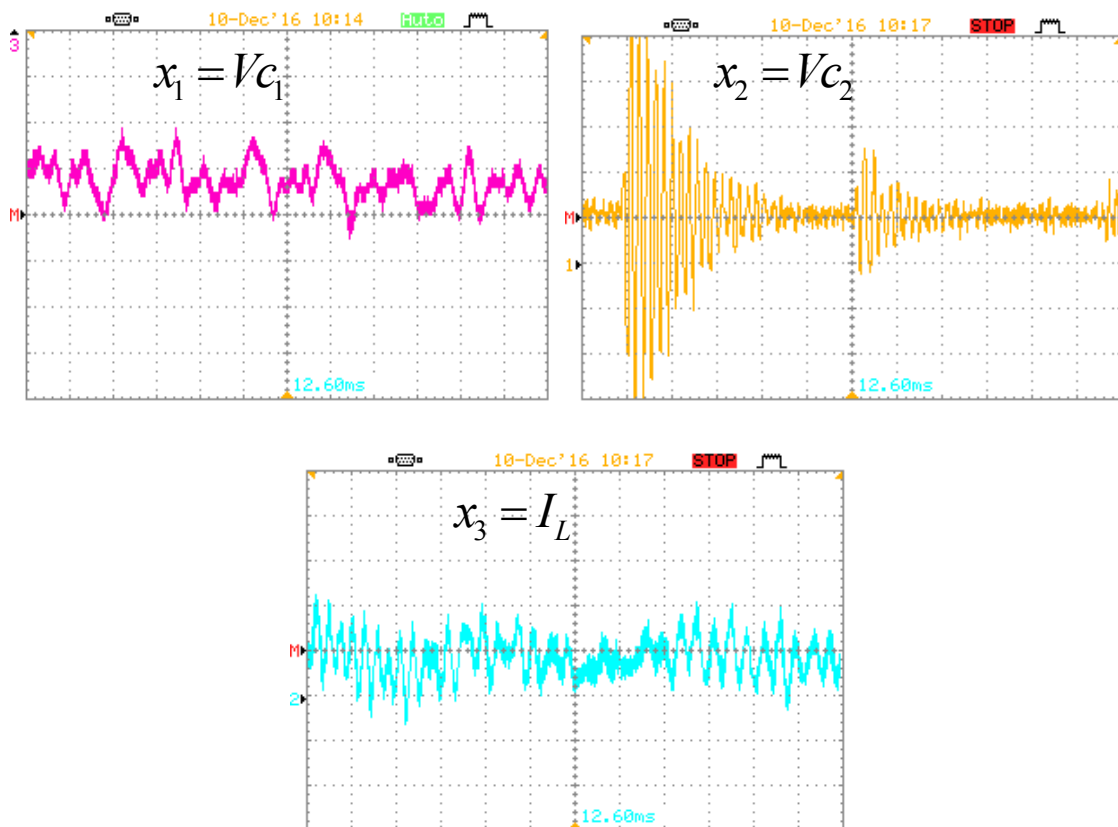 10-Dec'16 10:14 Auto
3
x₁ = Vc₁
M
12.60ms
10-Dec'16 10:17 STOP
x₂ = Vc₂
M
1
12.60ms
10-Dec'16 10:17 STOP
x₃ = I_L
M
2
12.60ms